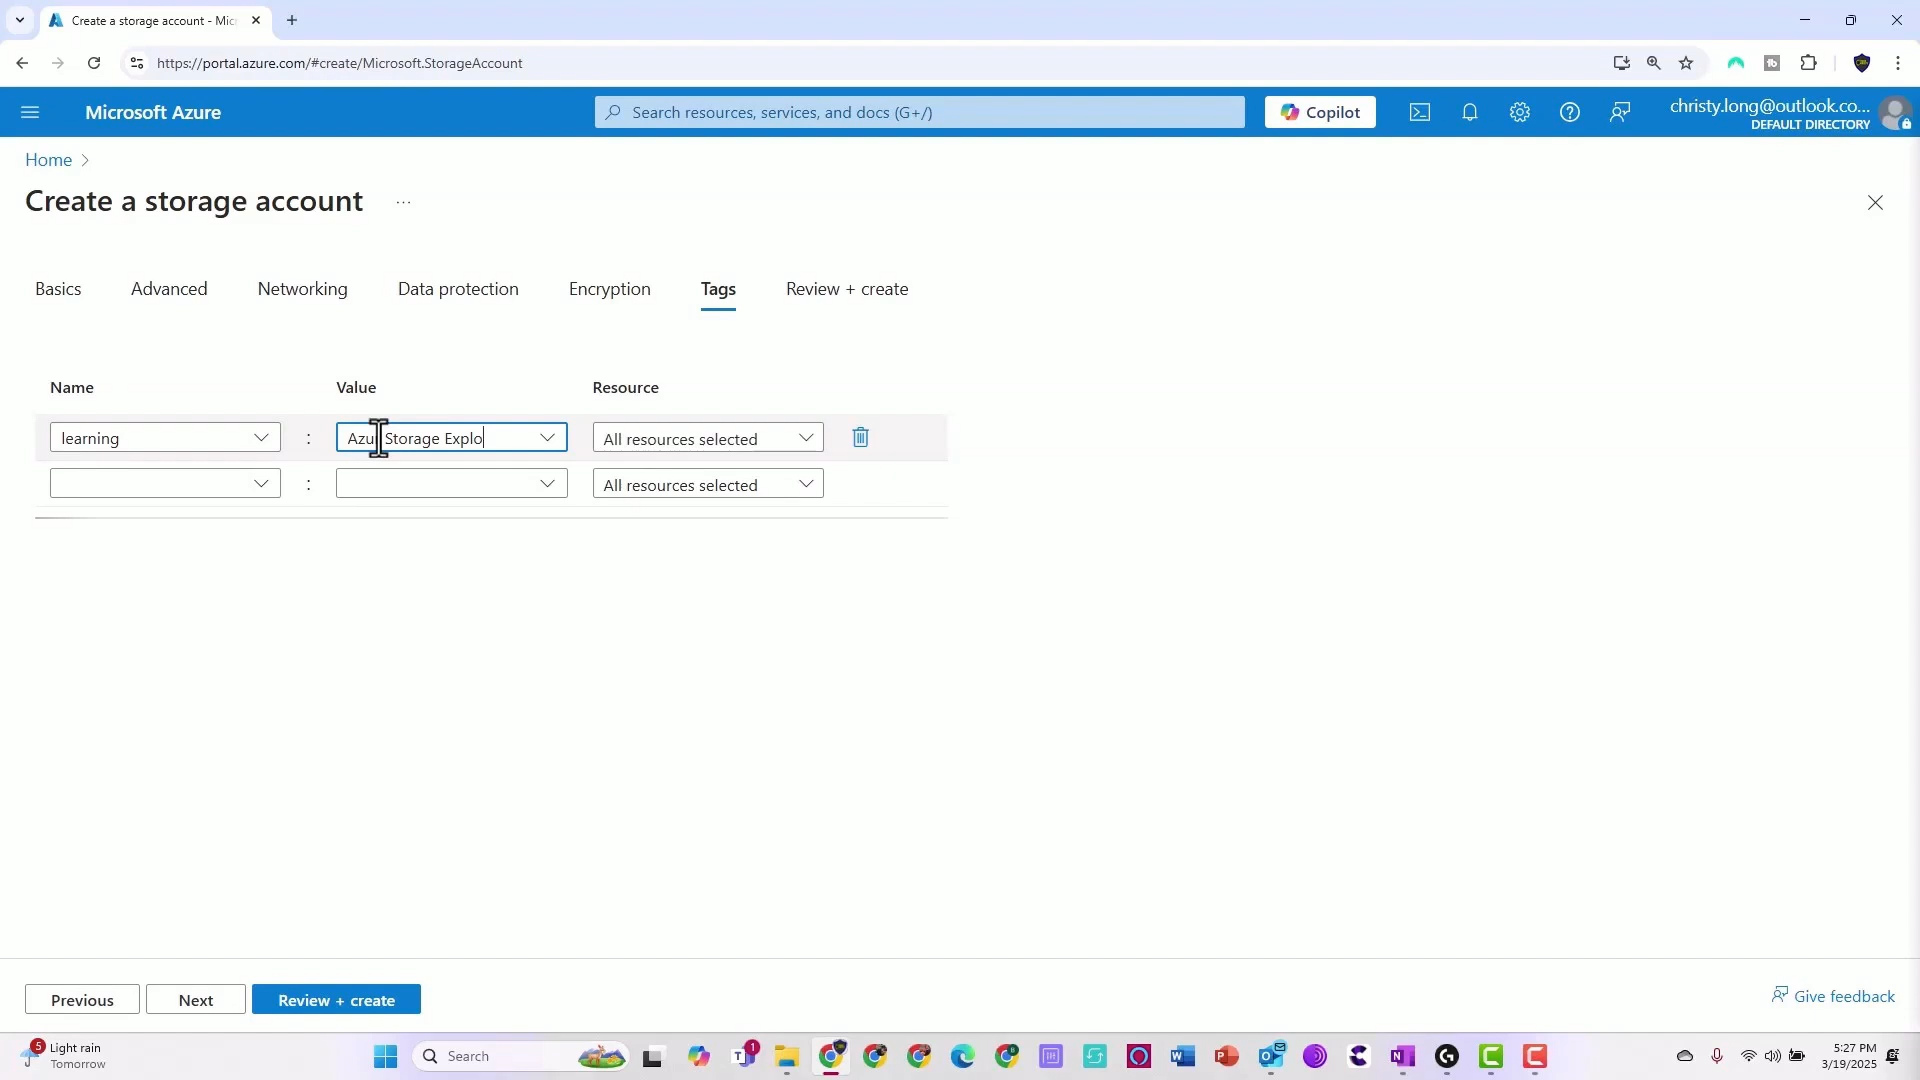 Create a storage account - Mic
https://portal.azure.com/#create/Microsoft.StorageAccount
Microsoft Azure
Search resources, services, and docs (G+/)
Copilot
christy.long@outlook.co...
DEFAULT DIRECTORY
Home
Create a storage account
...
Basics
Advanced
Networking
Data protection
Encryption
Tags
Review + create
Name
Value
Resource
learning
:
Azu Storage Explo
All resources selected
:
All resources selected
Previous
Next
Review + create
Give feedback
5
Light rain
Tomorrow
Search
1
5:27 PM
3/19/2025